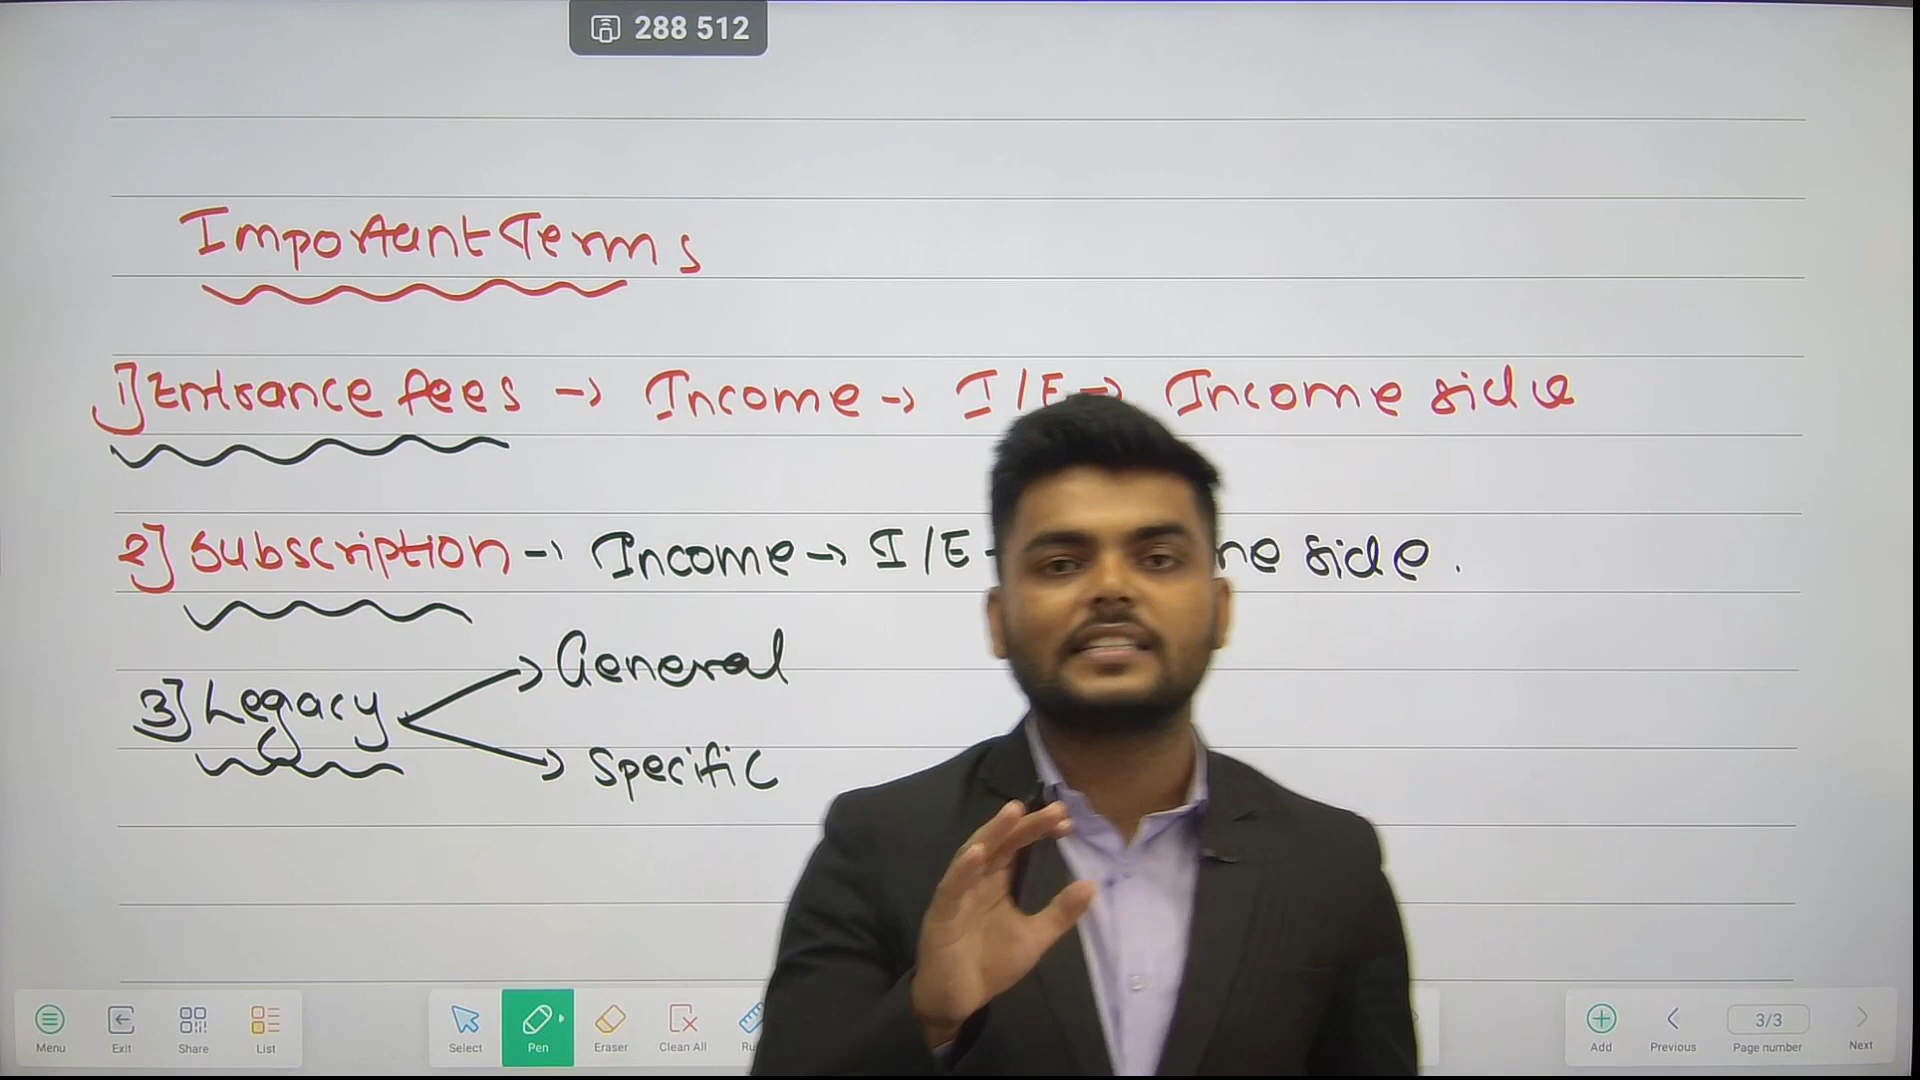 288 512
Important Terms
1] Entrance fees -> Income -> I/E -> Income side
2] Subscription -> Income -> I/E - ne side.
3] Legacy -> General
-> Specific
Menu Exit Share List Select Pen Eraser Clean All Ru Add Previous 3/3 Page number Next